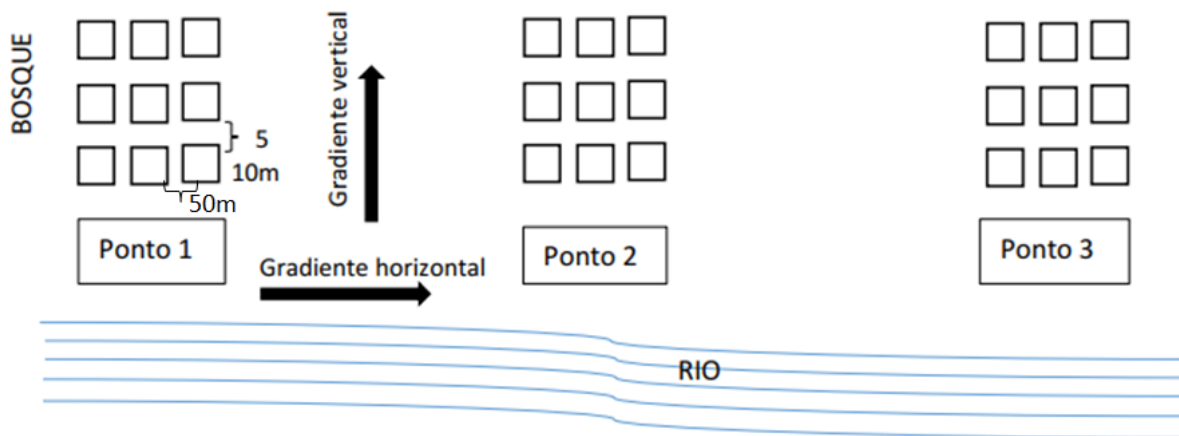 BOSQUE
Gradiente vertical
5
10m
50m
Ponto 1
Gradiente horizontal
Ponto 2
Ponto 3
RIO